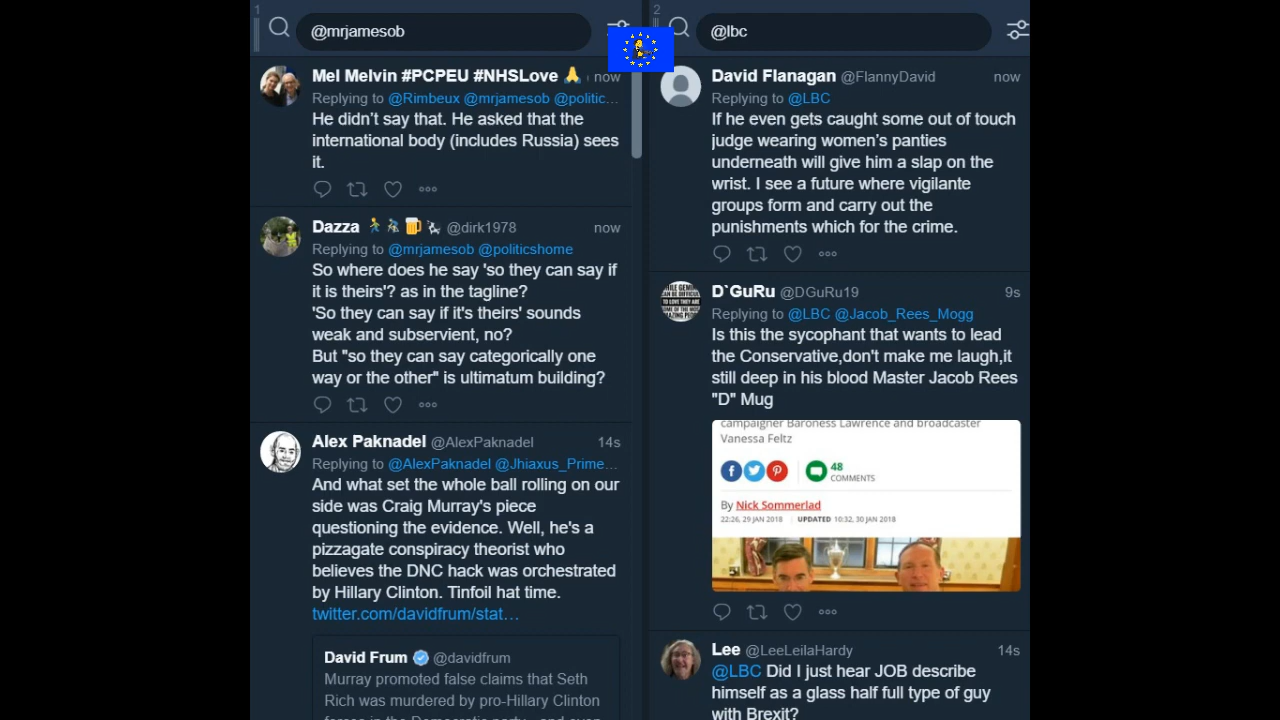 1
@mrjamesob
Mel Melvin #PCPEU #NHSLove 🙏 now
Replying to @Rimbeux @mrjamesob @politic…
He didn’t say that. He asked that the
international body (includes Russia) sees
it.
Dazza @dirk1978 now
Replying to @mrjamesob @politicshome
So where does he say 'so they can say if
it is theirs'? as in the tagline?
'So they can say if it's theirs' sounds
weak and subservient, no?
But "so they can say categorically one
way or the other" is ultimatum building?
Alex Paknadel @AlexPaknadel 14s
Replying to @AlexPaknadel @Jhiaxus_Prime…
And what set the whole ball rolling on our
side was Craig Murray's piece
questioning the evidence. Well, he's a
pizzagate conspiracy theorist who
believes the DNC hack was orchestrated
by Hillary Clinton. Tinfoil hat time.
twitter.com/davidfrum/stat…
David Frum @davidfrum
Murray promoted false claims that Seth
Rich was murdered by pro-Hillary Clinton
forces in the Democratic party
2
@lbc
David Flanagan @FlannyDavid now
Replying to @LBC
If he even gets caught some out of touch
judge wearing women’s panties
underneath will give him a slap on the
wrist. I see a future where vigilante
groups form and carry out the
punishments which for the crime.
D`GuRu @DGuRu19 9s
Replying to @LBC @Jacob_Rees_Mogg
Is this the sycophant that wants to lead
the Conservative,don't make me laugh,it
still deep in his blood Master Jacob Rees
"D" Mug
campaigner Baroness Lawrence and broadcaster
Vanessa Feltz
48
COMMENTS
By Nick Sommerlad
22:26, 29 JAN 2018 | UPDATED 10:32, 30 JAN 2018
Lee @LeeLeilaHardy 14s
@LBC Did I just hear JOB describe
himself as a glass half full type of guy
with Brexit?